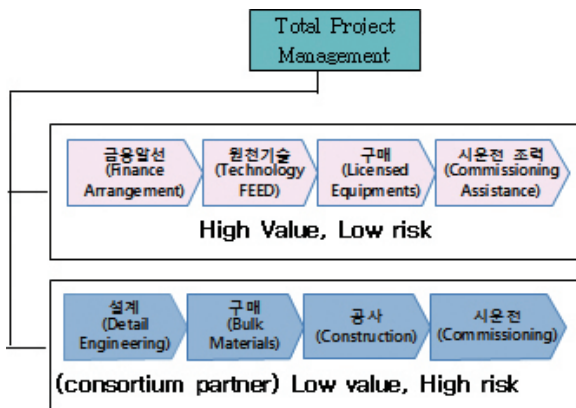 Total Project
Management
금융알선
(Finance
Arrangement)
원천기술
(Technology
FEED)
구매
(Licensed
Equipments)
시운전 조력
(Commissioning
Assistance)
High Value, Low risk
설계
(Detail
Engineering)
구매
(Bulk
Materials)
공사
(Construction)
시운전
(Commissioning)
(consortium partner) Low value, High risk